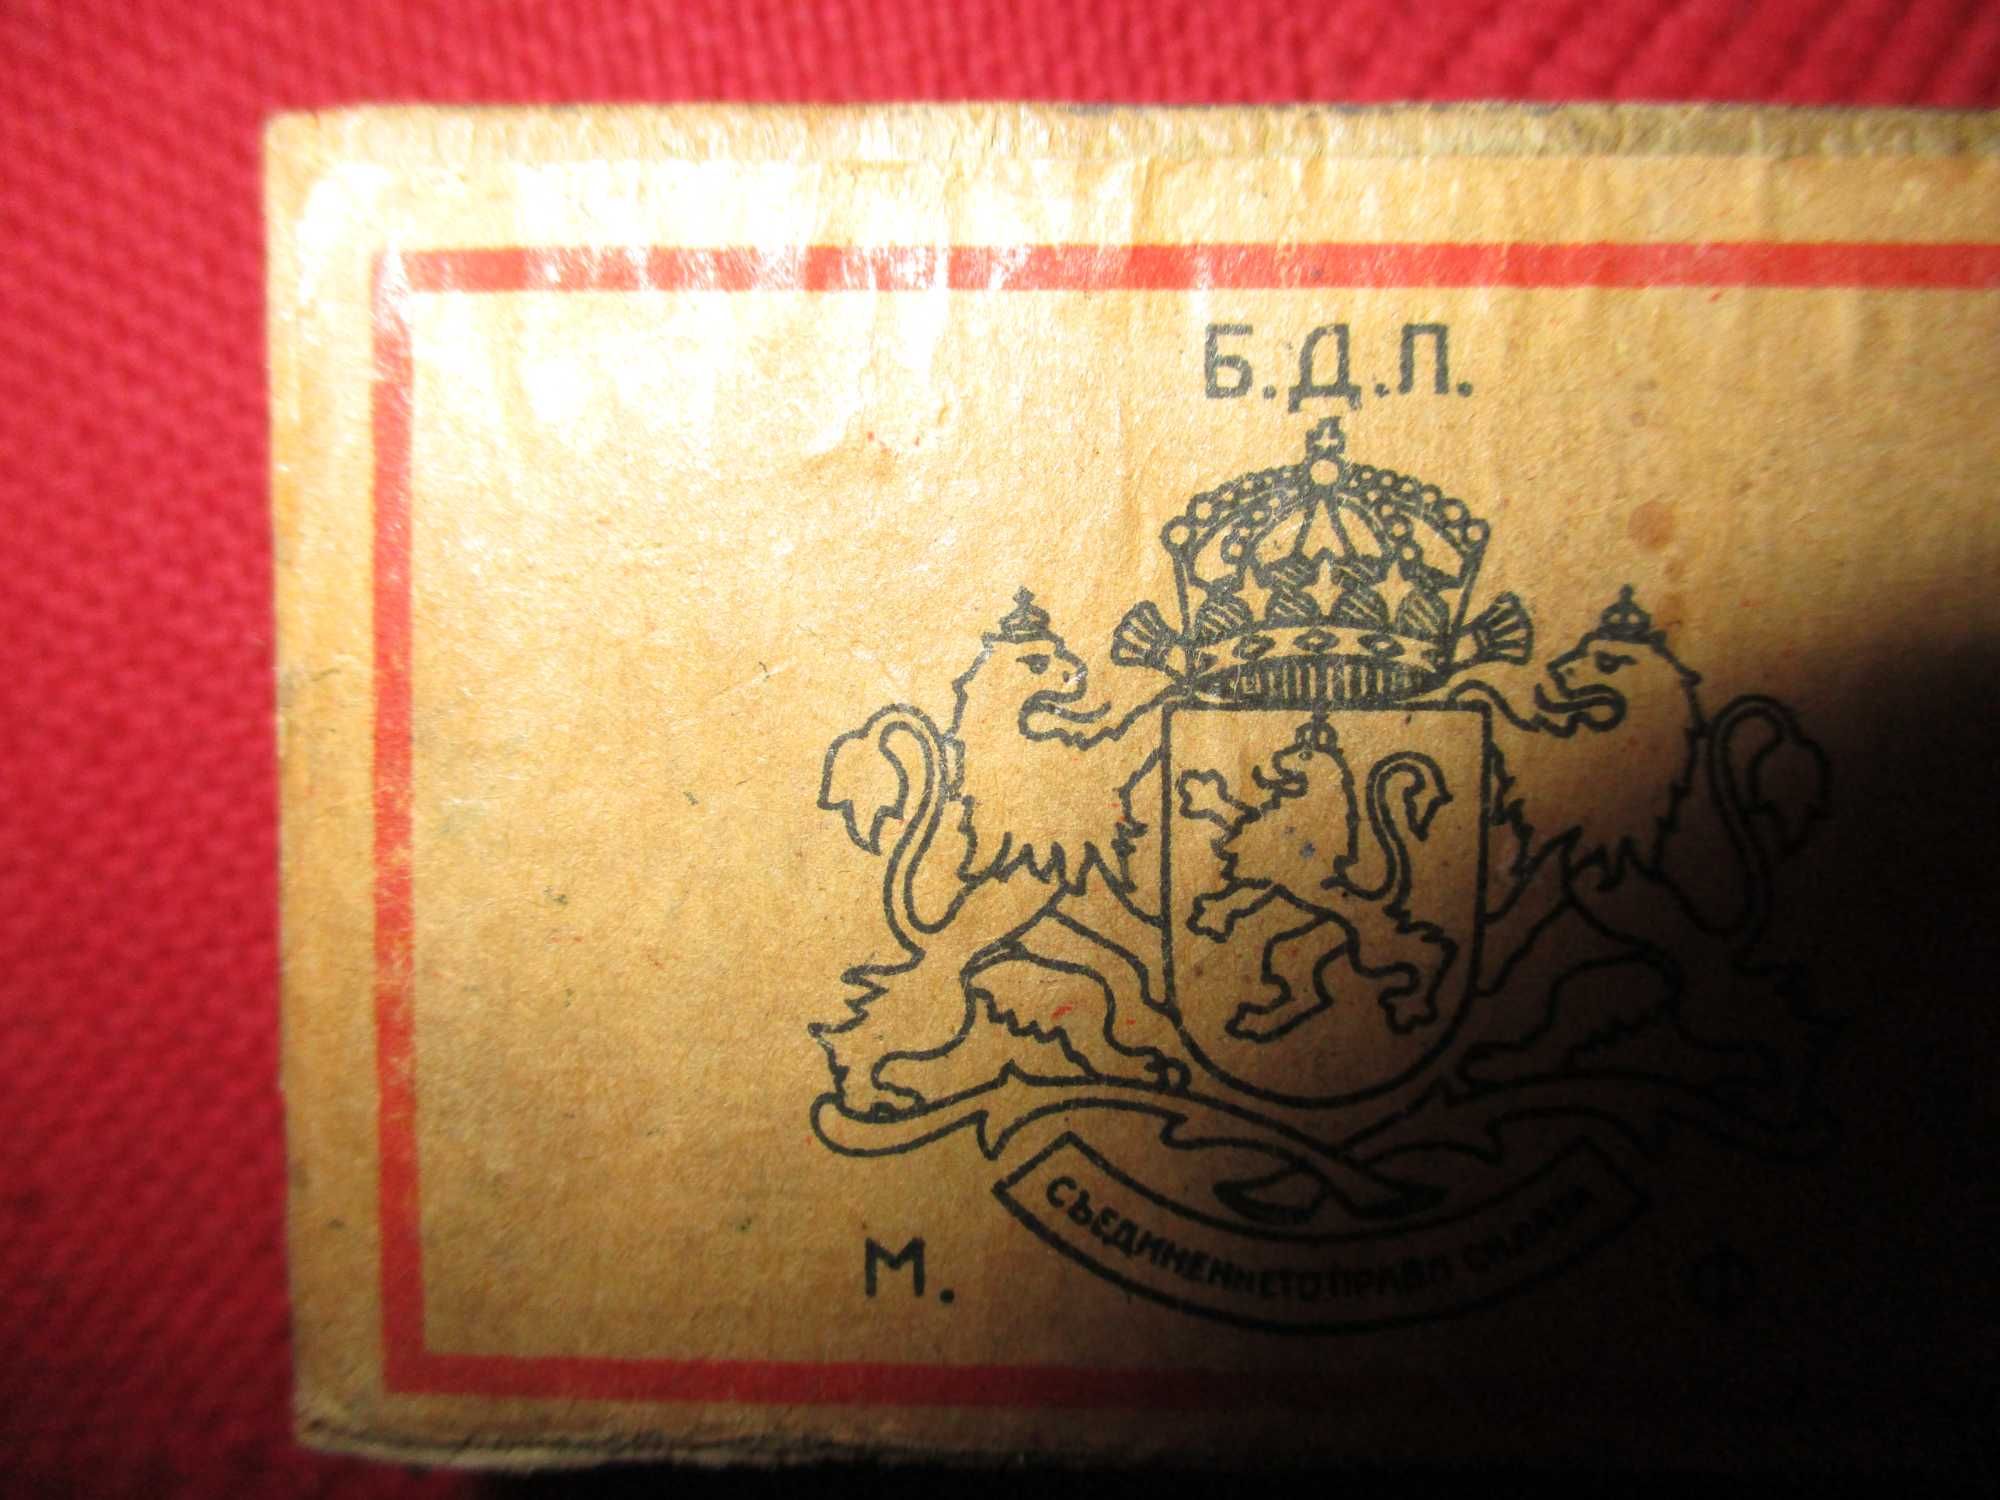 Б.Д.П.
СЪЕДИНЕНИЕТО ПРАВИ СИЛАТА
М. Ф